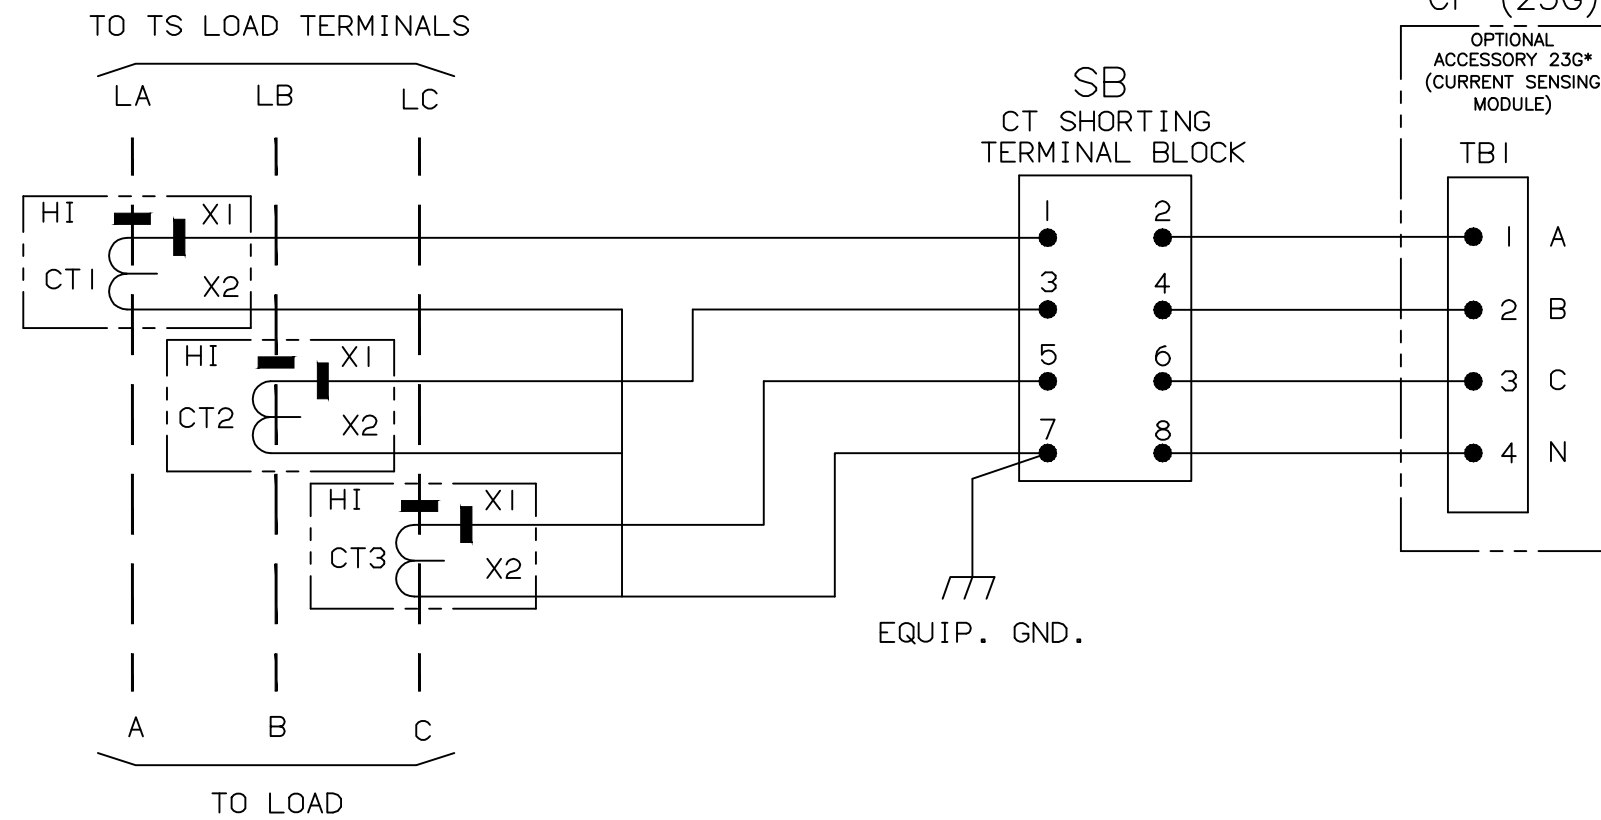 TO TS LOAD TERMINALS
LA LB LC
CP (23G)
OPTIONAL
ACCESSORY 23G*
(CURRENT SENSING
MODULE)
SB
CT SHORTING
TERMINAL BLOCK
TB1
HI X1
CT1 X2
HI X1
CT2 X2
HI X1
CT3 X2
1 2
3 4
5 6
7 8
1 A
2 B
3 C
4 N
EQUIP. GND.
A B C
TO LOAD